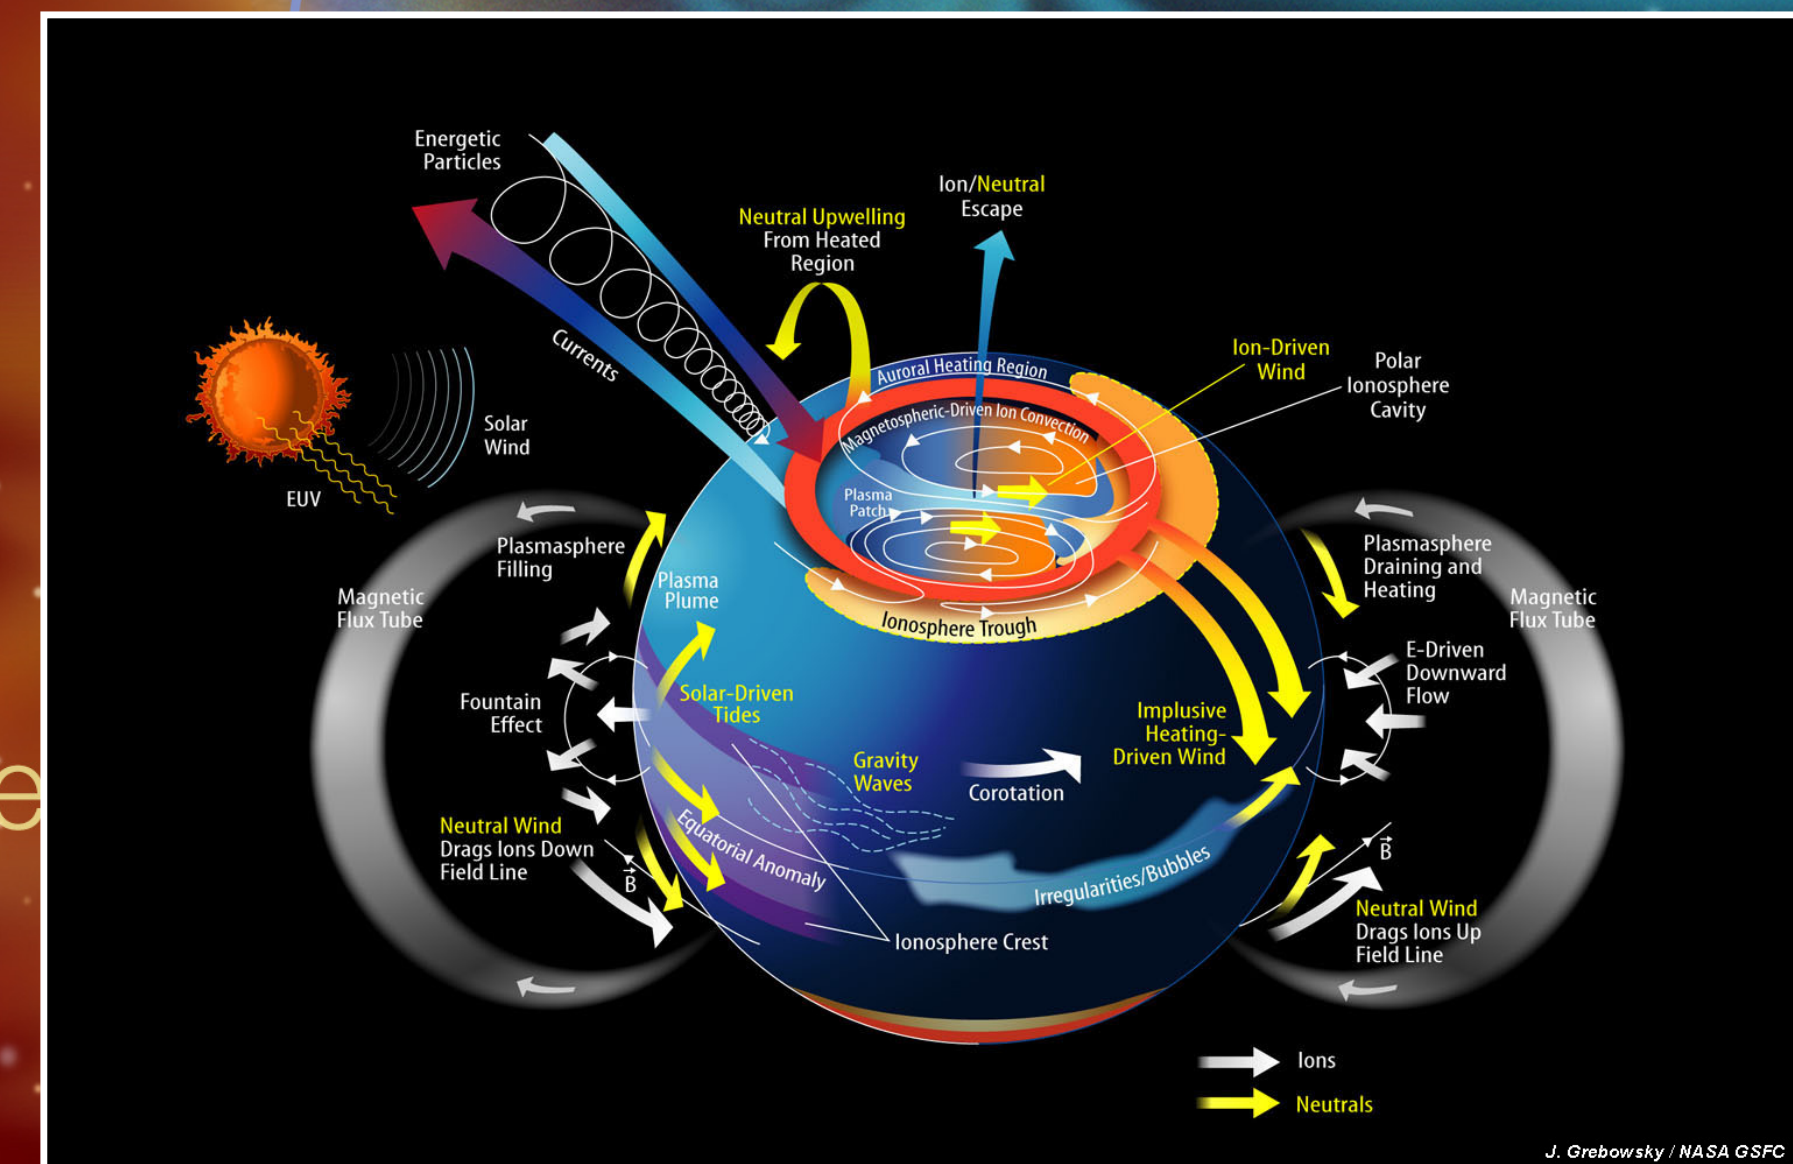 Energetic
Particles
Ion/Neutral
Escape
Neutral Upwelling
From Heated
Region
Currents
Solar
Wind
EUV
Auroral Heating Region
Magnetospheric-Driven Ion Convection
Ion-Driven
Wind
Polar
Ionosphere
Cavity
Plasma
Patch
Plasmasphere
Filling
Magnetic
Flux Tube
Plasma
Plume
Ionosphere Trough
Plasmasphere
Draining and
Heating
Magnetic
Flux Tube
Fountain
Effect
Solar-Driven
Tides
E-Driven
Downward
Flow
Implusive
Heating-
Driven Wind
Gravity
Waves
Corotation
Neutral Wind
Drags Ions Down
Field Line
B
Equatorial Anomaly
Irregularities/Bubbles
B
Ionosphere Crest
Neutral Wind
Drags Ions Up
Field Line
Ions
Neutrals
e
J. Grebowsky / NASA GSFC